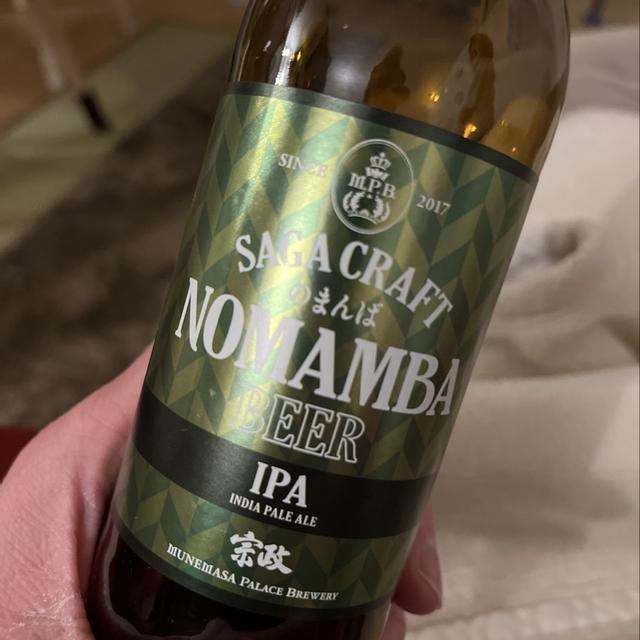 SINCE 2017
M.P.B
SAGA CRAFT
のまんば
NOMAMBA
BEER
IPA
INDIA PALE ALE
宗政
MUNEMASA PALACE BREWERY